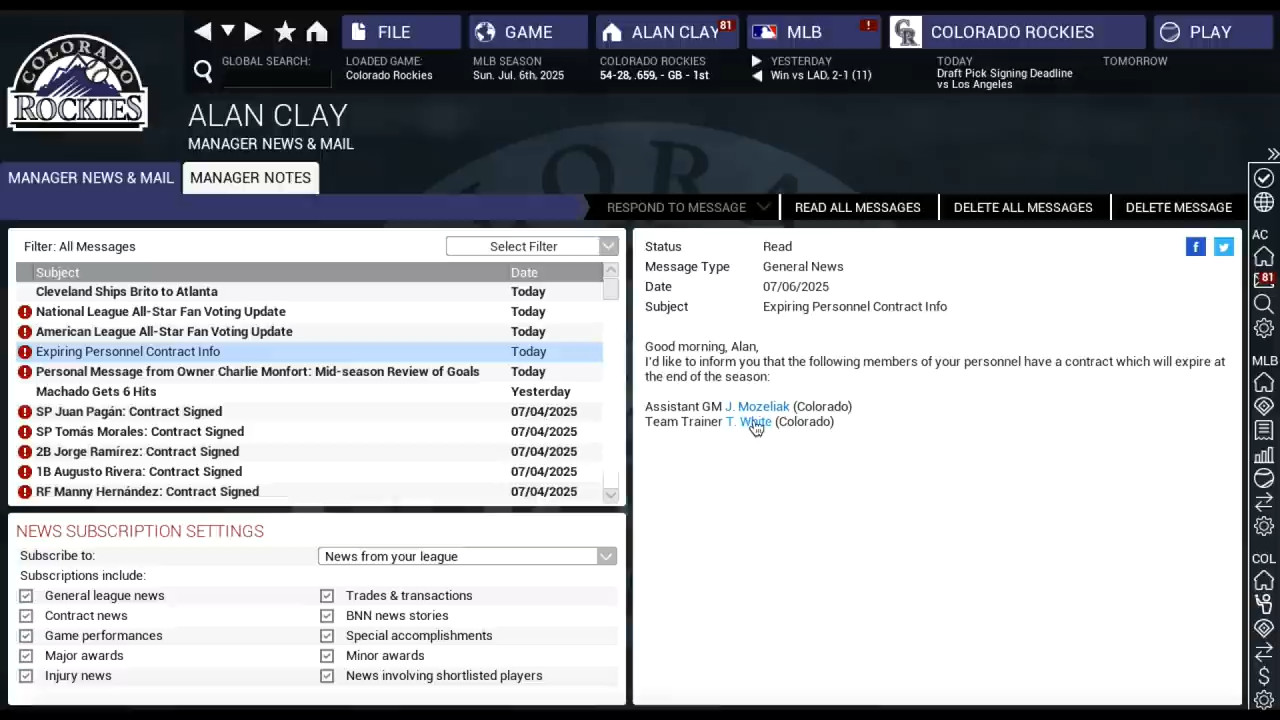 COLORADO
ROCKIES
FILE
GAME
ALAN CLAY
81
MLB
!
CR
COLORADO ROCKIES
PLAY
GLOBAL SEARCH:
LOADED GAME:
Colorado Rockies
MLB SEASON
Sun. Jul. 6th, 2025
COLORADO ROCKIES
54-28, .659, - GB - 1st
YESTERDAY
Win vs LAD, 2-1 (11)
TODAY
Draft Pick Signing Deadline
vs Los Angeles
TOMORROW
ALAN CLAY
MANAGER NEWS & MAIL
MANAGER NEWS & MAIL
MANAGER NOTES
RESPOND TO MESSAGE
READ ALL MESSAGES
DELETE ALL MESSAGES
DELETE MESSAGE
Filter: All Messages
Select Filter
Subject Date
Cleveland Ships Brito to Atlanta Today
! National League All-Star Fan Voting Update Today
! American League All-Star Fan Voting Update Today
! Expiring Personnel Contract Info Today
! Personal Message from Owner Charlie Monfort: Mid-season Review of Goals Today
Machado Gets 6 Hits Yesterday
! SP Juan Pagán: Contract Signed 07/04/2025
! SP Tomás Morales: Contract Signed 07/04/2025
! 2B Jorge Ramírez: Contract Signed 07/04/2025
! 1B Augusto Rivera: Contract Signed 07/04/2025
! RF Manny Hernández: Contract Signed 07/04/2025
NEWS SUBSCRIPTION SETTINGS
Subscribe to: News from your league
Subscriptions include:
General league news Trades & transactions
Contract news BNN news stories
Game performances Special accomplishments
Major awards Minor awards
Injury news News involving shortlisted players
Status Read
Message Type General News
Date 07/06/2025
Subject Expiring Personnel Contract Info
Good morning, Alan,
I'd like to inform you that the following members of your personnel have a contract which will expire at
the end of the season:
Assistant GM J. Mozeliak (Colorado)
Team Trainer T. White (Colorado)
AC
81
MLB
COL
$